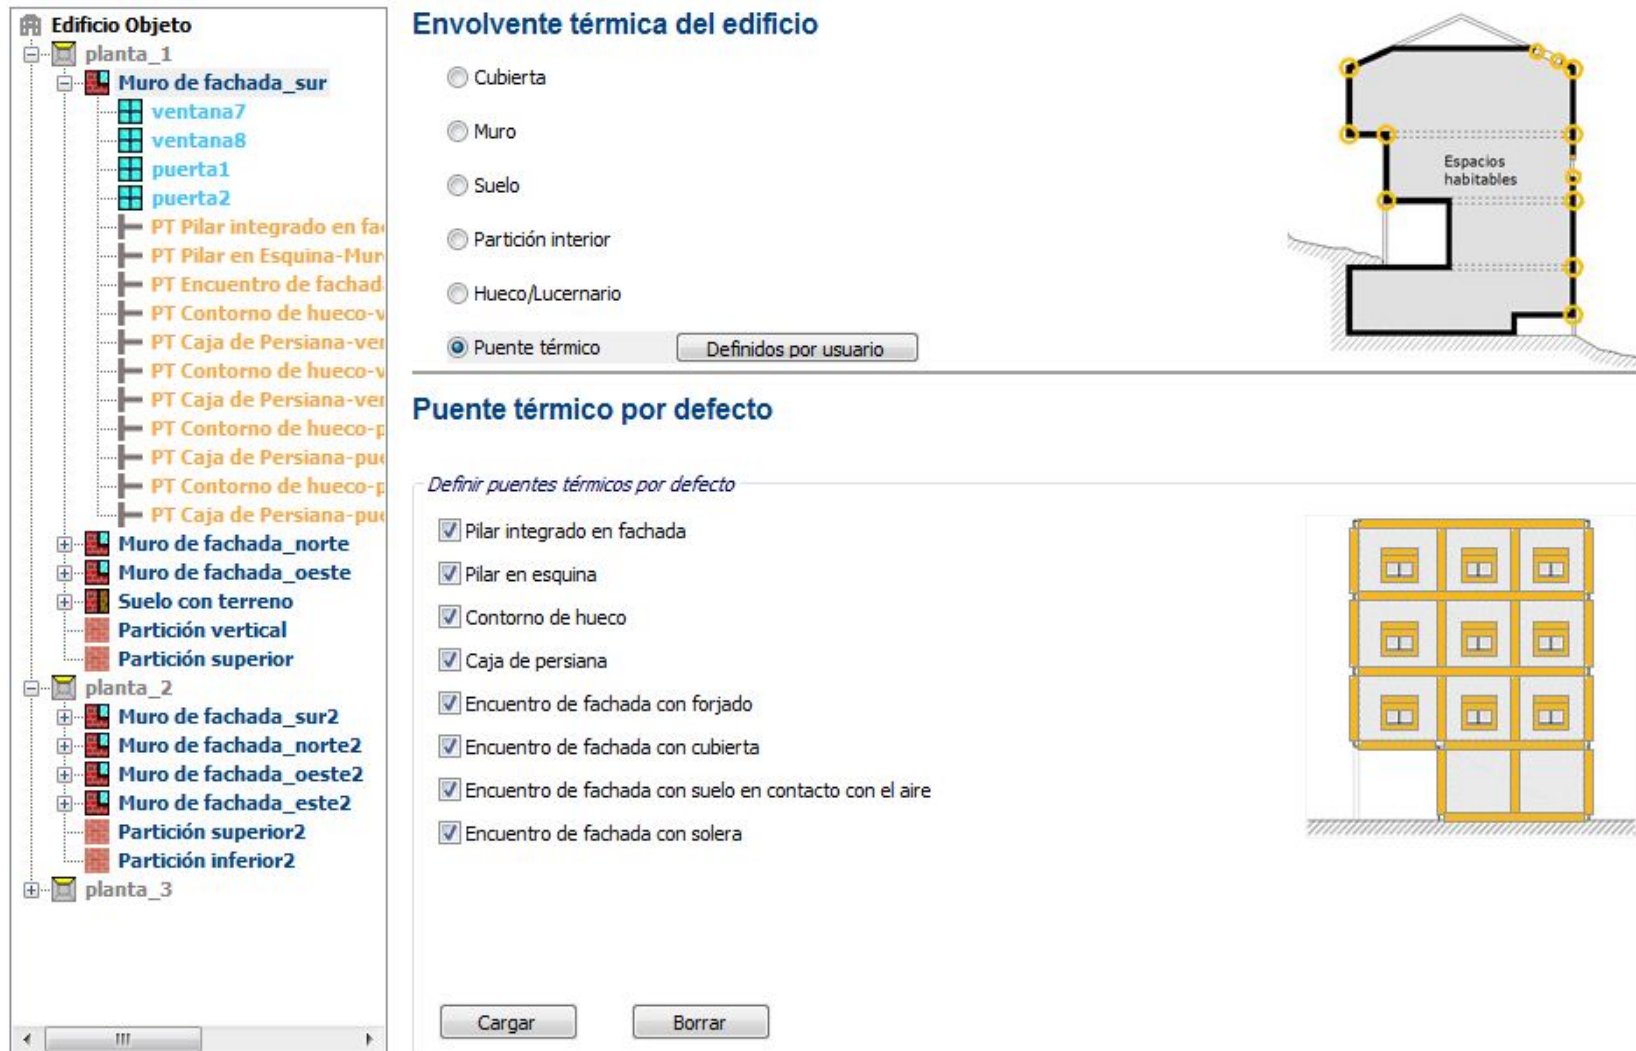 Edificio Objeto
planta_1
Muro de fachada_sur
ventana7
ventana8
puerta1
puerta2
PT Pilar integrado en fa
PT Pilar en Esquina-Mur
PT Encuentro de fachad
PT Contorno de hueco-v
PT Caja de Persiana-ver
PT Contorno de hueco-v
PT Caja de Persiana-ver
PT Contorno de hueco-p
PT Caja de Persiana-pue
PT Contorno de hueco-p
PT Caja de Persiana-pue
Muro de fachada_norte
Muro de fachada_oeste
Suelo con terreno
Partición vertical
Partición superior
planta_2
Muro de fachada_sur2
Muro de fachada_norte2
Muro de fachada_oeste2
Muro de fachada_este2
Partición superior2
Partición inferior2
planta_3
Envolvente térmica del edificio
Cubierta
Muro
Suelo
Partición interior
Hueco/Lucernario
Puente térmico
Definidos por usuario
Espacios
habitables
Puente térmico por defecto
Definir puentes térmicos por defecto
Pilar integrado en fachada
Pilar en esquina
Contorno de hueco
Caja de persiana
Encuentro de fachada con forjado
Encuentro de fachada con cubierta
Encuentro de fachada con suelo en contacto con el aire
Encuentro de fachada con solera
Cargar
Borrar